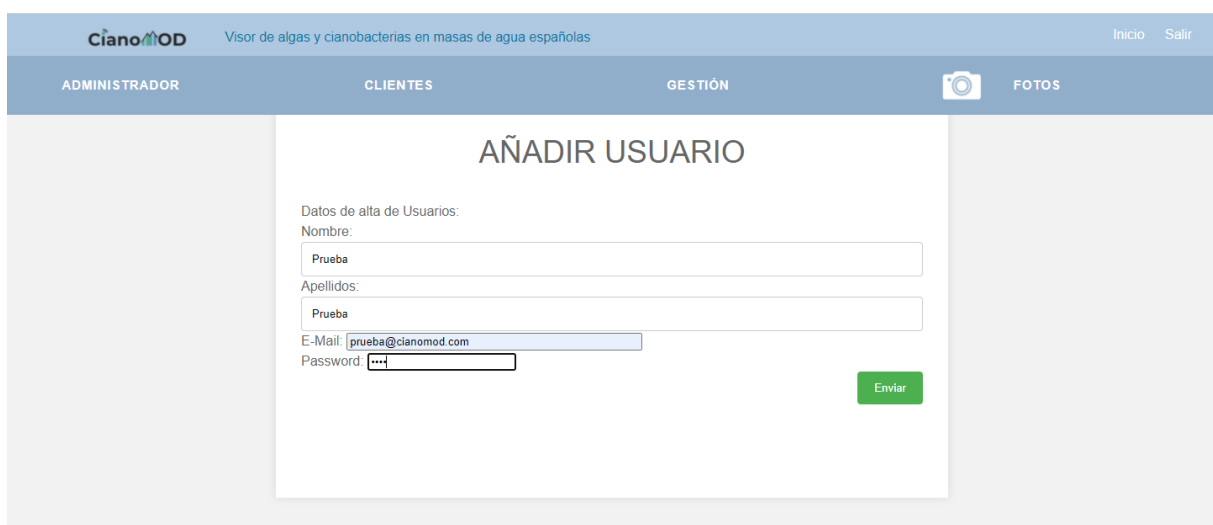 CianoMOD Visor de algas y cianobacterias en masas de agua españolas Inicio Salir
ADMINISTRADOR CLIENTES GESTIÓN FOTOS
AÑADIR USUARIO
Datos de alta de Usuarios:
Nombre:
Prueba
Apellidos:
Prueba
E-Mail: prueba@cianomod.com
Password: ••••
Enviar